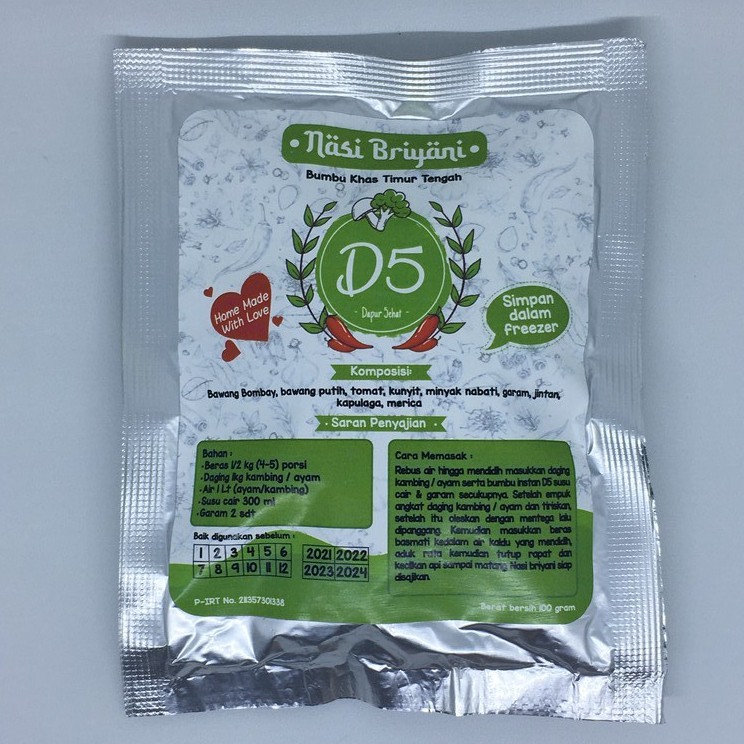 • Näsi Briyäni •
Bumbu Khas Timur Tengah
D5
- Dapur Sehat -
Home Made
With Love
Simpan
dalam
freezer
Komposisi:
Bawang Bombay, bawang putih, tomat, kunyit, minyak nabati, garam, jintan,
kapulaga, merica
• Saran Penyajian •
Bahan :
•Beras 1/2 kg (4-5) porsi
•Daging 1kg kambing / ayam
•Air 1 Lt (ayam/kambing)
•Susu cair 300 ml
•Garam 2 sdt
Cara Memasak :
Rebus air hingga mendidih masukkan daging
kambing / ayam serta bumbu instan D5 susu
cair & garam secukupnya. Setelah empuk
angkat daging kambing / ayam dan tiriskan,
setelah itu oleskan dengan mentega lalu
dipanggang. Kemudian masukkan beras
basmati kedalam air kaldu yang mendidih,
aduk rata kemudian tutup rapat dan
kecilkan api sampai matang. Nasi briyani siap
disajikan.
Baik digunakan sebelum :
1 2 3 4 5 6 2021 2022
7 8 9 10 11 12 2023 2024
P-IRT No. 211357301338
Berat bersih 100 gram